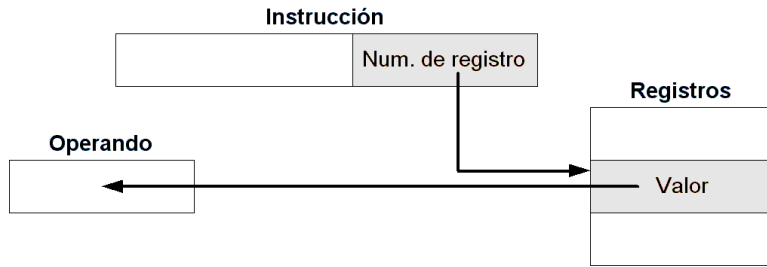 Instrucción
Num. de registro
Registros
Operando
Valor